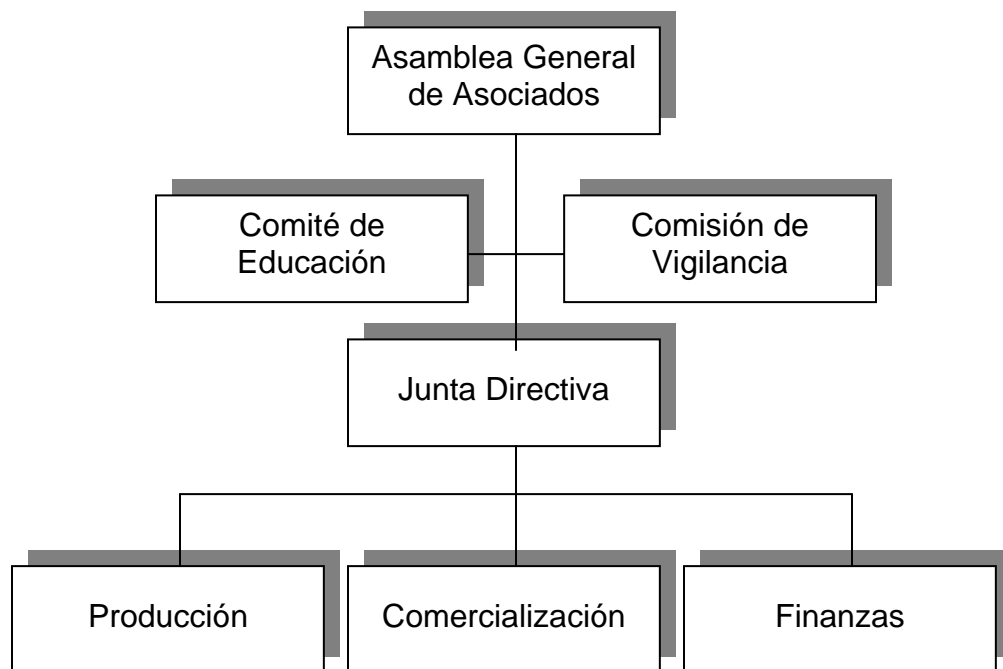 Asamblea General
de Asociados
Comité de
Educación
Comisión de
Vigilancia
Junta Directiva
Producción
Comercialización
Finanzas